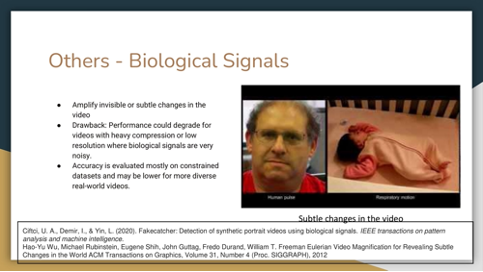 Others - Biological Signals
● Amplify invisible or subtle changes in the
video
● Drawback: Performance could degrade for
videos with heavy compression or low
resolution where biological signals are very
noisy.
● Accuracy is evaluated mostly on constrained
datasets and may be lower for more diverse
real-world videos.
Human pulse
Respiratory motion
Subtle changes in the video
Ciftci, U. A., Demir, I., & Yin, L. (2020). Fakecatcher: Detection of synthetic portrait videos using biological signals. IEEE transactions on pattern
analysis and machine intelligence.
Hao-Yu Wu, Michael Rubinstein, Eugene Shih, John Guttag, Fredo Durand, William T. Freeman Eulerian Video Magnification for Revealing Subtle
Changes in the World ACM Transactions on Graphics, Volume 31, Number 4 (Proc. SIGGRAPH), 2012